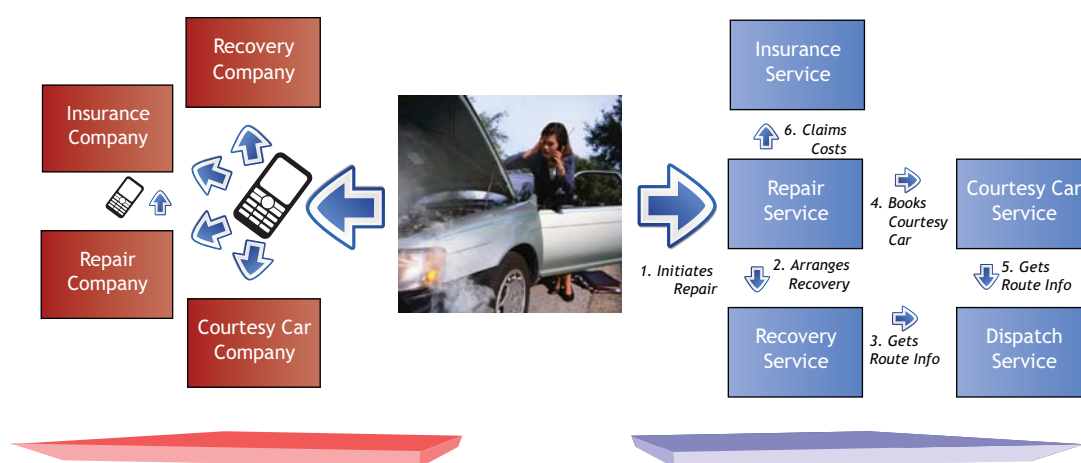 Recovery
Company
Insurance
Company
Repair
Company
Courtesy Car
Company
1. Initiates
Repair
Insurance
Service
6. Claims
Costs
Repair
Service
4. Books
Courtesy
Car
Courtesy Car
Service
2. Arranges
Recovery
5. Gets
Route Info
Recovery
Service
3. Gets
Route Info
Dispatch
Service